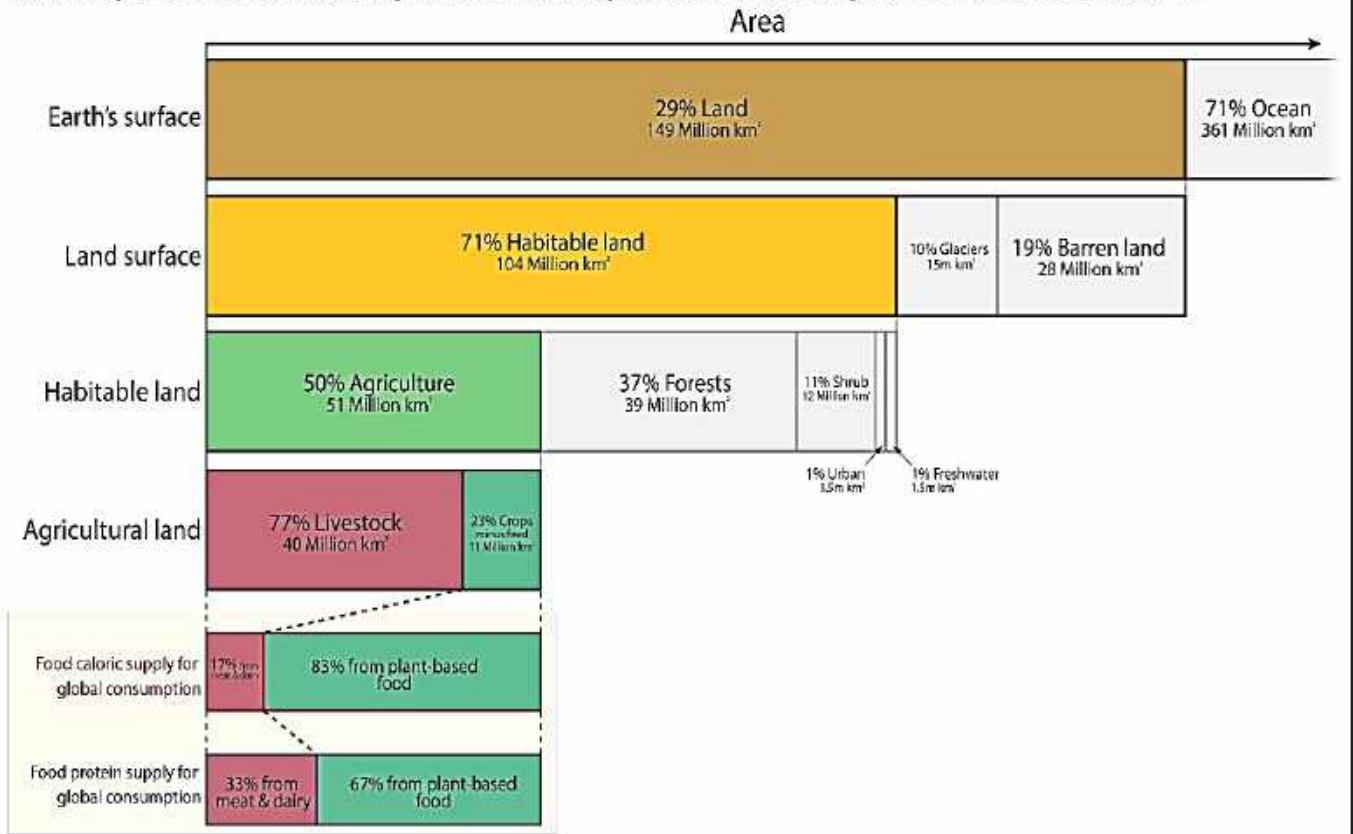 Area
Earth's surface
29% Land
149 Million km²
71% Ocean
361 Million km²
Land surface
71% Habitable land
104 Million km²
10% Glaciers
15m km²
19% Barren land
28 Million km²
Habitable land
50% Agriculture
51 Million km²
37% Forests
39 Million km²
11% Shrub
12 Million km²
1% Urban
1.5m km²
1% Freshwater
1.5m km²
Agricultural land
77% Livestock
40 Million km²
23% Crops
minus feed
11 Million km²
Food caloric supply for
global consumption
17% from
meat & dairy
83% from plant-based
food
Food protein supply for
global consumption
33% from
meat & dairy
67% from plant-based
food